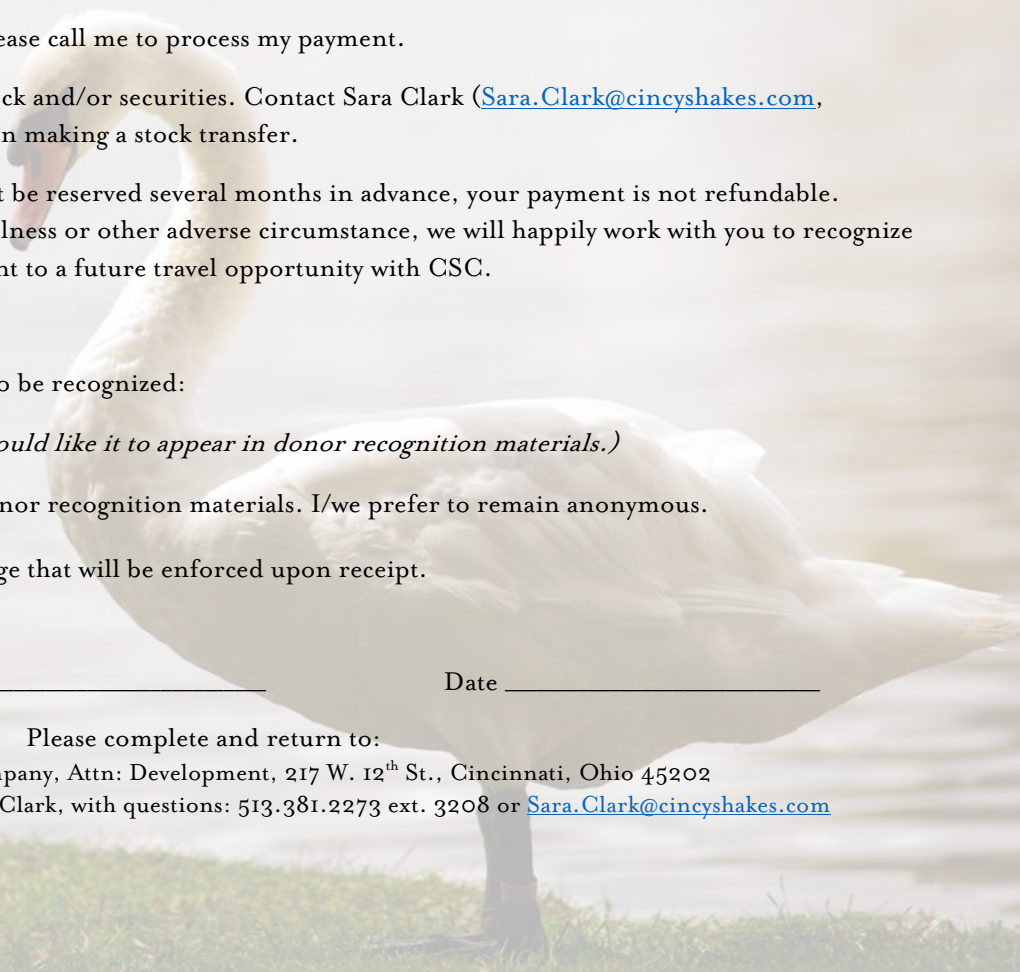 ease call me to process my payment.
ck and/or securities. Contact Sara Clark (Sara.Clark@cincyshakes.com,
n making a stock transfer.
t be reserved several months in advance, your payment is not refundable.
lness or other adverse circumstance, we will happily work with you to recognize
nt to a future travel opportunity with CSC.
o be recognized:
ould like it to appear in donor recognition materials.)
nor recognition materials. I/we prefer to remain anonymous.
ge that will be enforced upon receipt.
____________________ Date ________________________
Please complete and return to:
mpany, Attn: Development, 217 W. 12th St., Cincinnati, Ohio 45202
Clark, with questions: 513.381.2273 ext. 3208 or Sara.Clark@cincyshakes.com